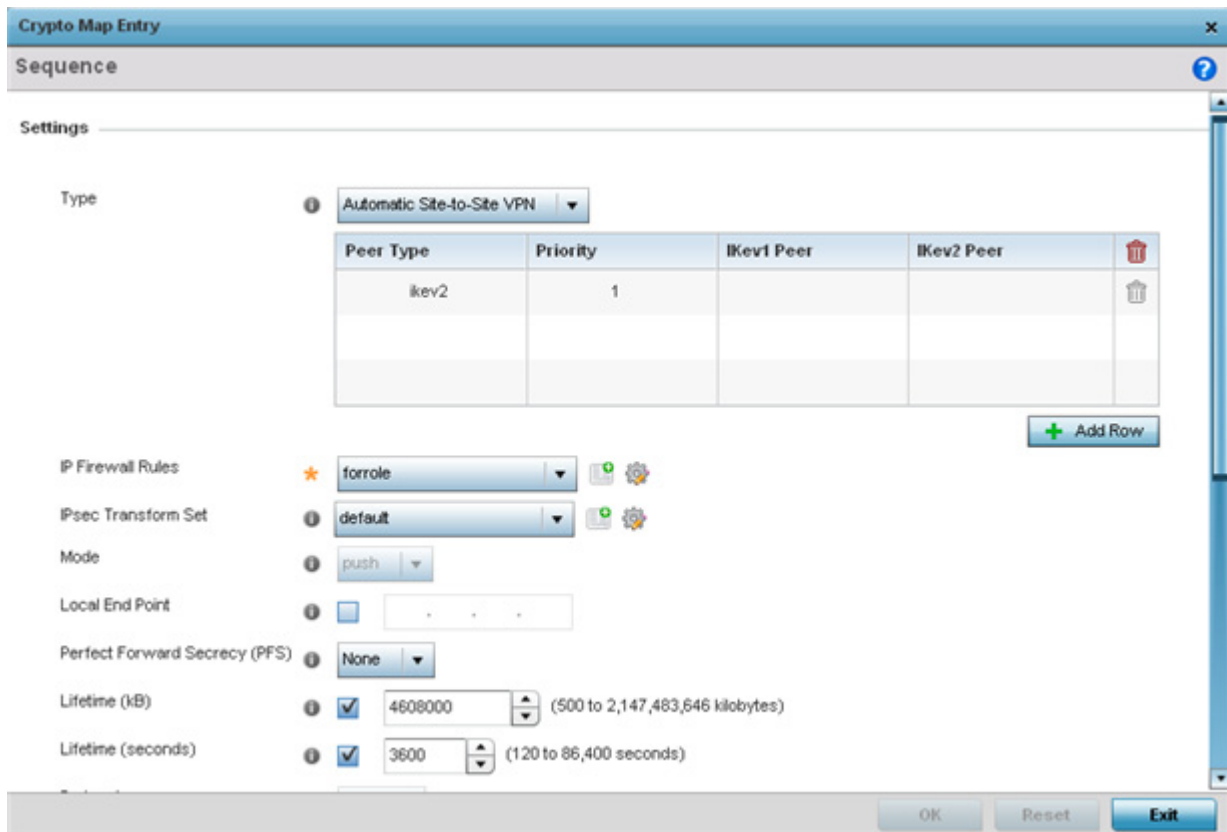 Crypto Map Entry
Sequence
Settings
Type
Automatic Site-to-Site VPN
Peer Type Priority IKev1 Peer IKev2 Peer
ikev2 1
Add Row
IP Firewall Rules * forrole
IPsec Transform Set default
Mode push
Local End Point . . .
Perfect Forward Secrecy (PFS) None
Lifetime (kB) 4608000 (500 to 2,147,483,646 kilobytes)
Lifetime (seconds) 3600 (120 to 86,400 seconds)
OK Reset Exit